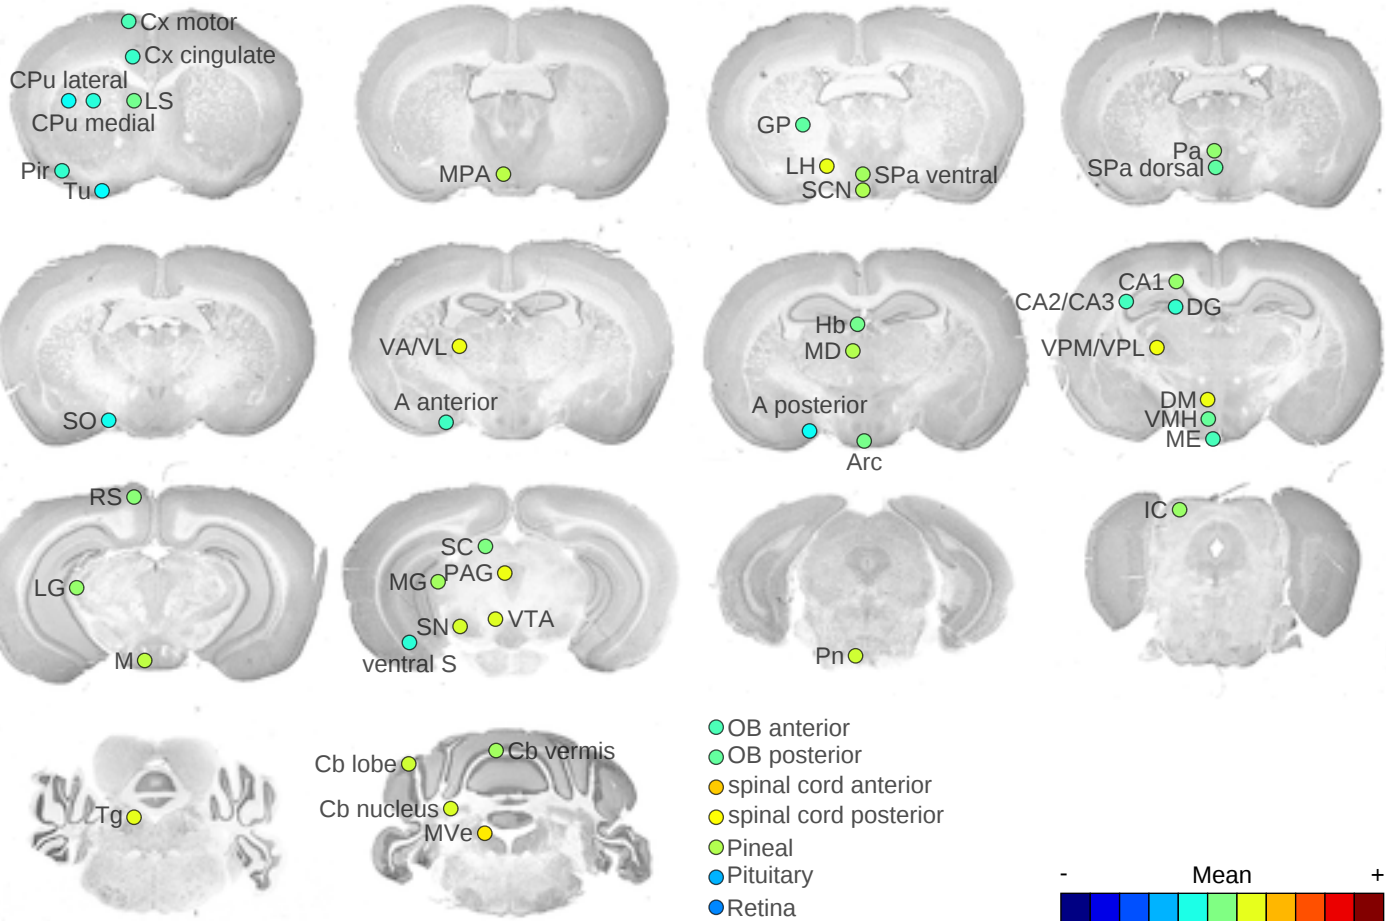 Cx motor
Cx cingulate
CPu lateral
LS
CPu medial
Pir
Tu
MPA
GP
LH
SPa ventral
SCN
Pa
SPa dorsal
SO
VA/VL
A anterior
Hb
MD
A posterior
Arc
CA1
CA2/CA3
DG
VPM/VPL
DM
VMH
ME
RS
LG
M
SC
MG
PAG
SN
VTA
ventral S
Pn
IC
Tg
Cb lobe
Cb vermis
Cb nucleus
MVe
OB anterior
OB posterior
spinal cord anterior
spinal cord posterior
Pineal
Pituitary
Retina
- Mean +